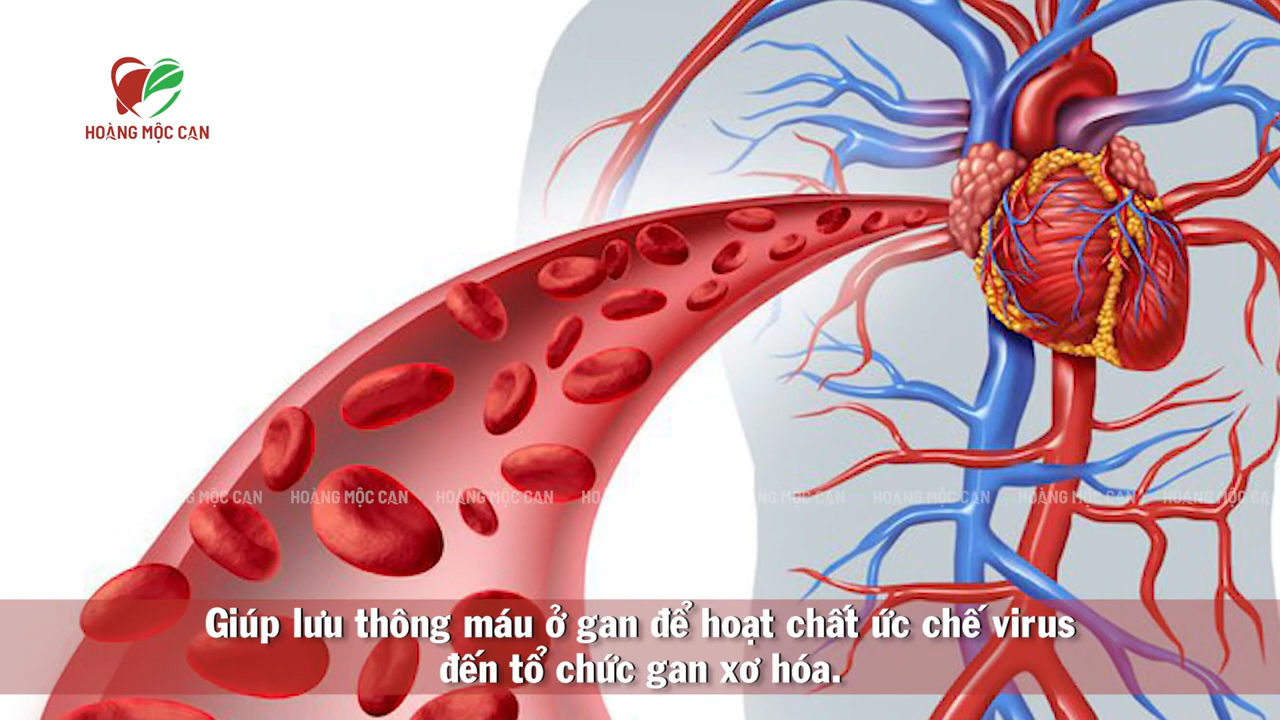 HOÀNG MỘC CAN
G MỘC CAN HOÀNG MỘC CAN HOÀNG MỘC CAN HOÀNG MỘC CAN HOÀNG MỘC CAN HOÀNG MỘC CAN
Giúp lưu thông máu ở gan để hoạt chất ức chế virus
đến tổ chức gan xơ hóa.